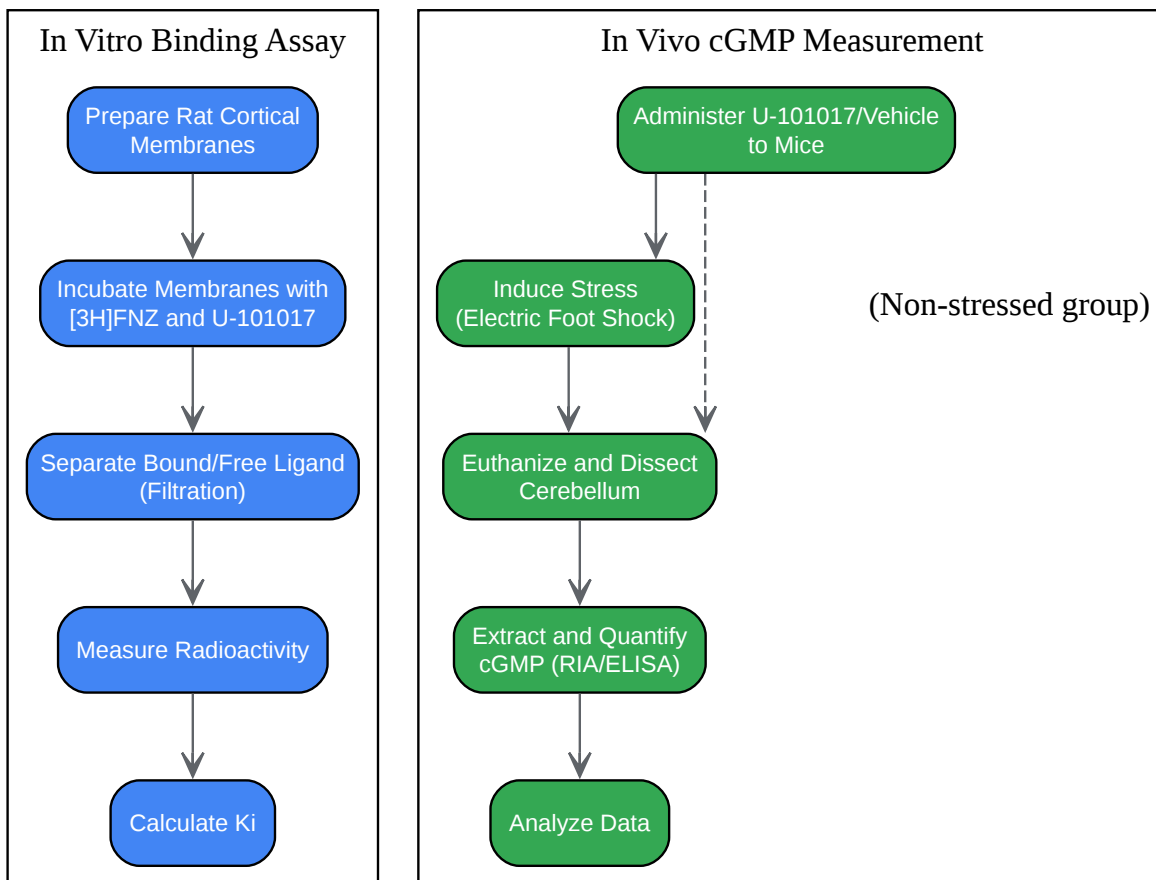 In Vitro Binding Assay
Prepare Rat Cortical
Membranes
Incubate Membranes with
[3H]FNZ and U-101017
Separate Bound/Free Ligand
(Filtration)
Measure Radioactivity
Calculate Ki
In Vivo cGMP Measurement
Administer U-101017/Vehicle
to Mice
Induce Stress
(Electric Foot Shock)
(Non-stressed group)
Euthanize and Dissect
Cerebellum
Extract and Quantify
cGMP (RIA/ELISA)
Analyze Data